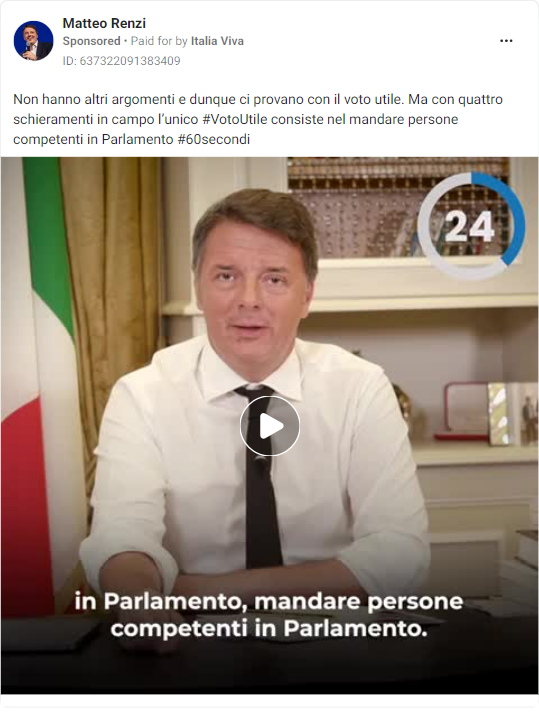 Matteo Renzi
Sponsored • Paid for by Italia Viva
ID: 637322091383409
Non hanno altri argomenti e dunque ci provano con il voto utile. Ma con quattro
schieramenti in campo l’unico #VotoUtile consiste nel mandare persone
competenti in Parlamento #60secondi
24
in Parlamento, mandare persone
competenti in Parlamento.